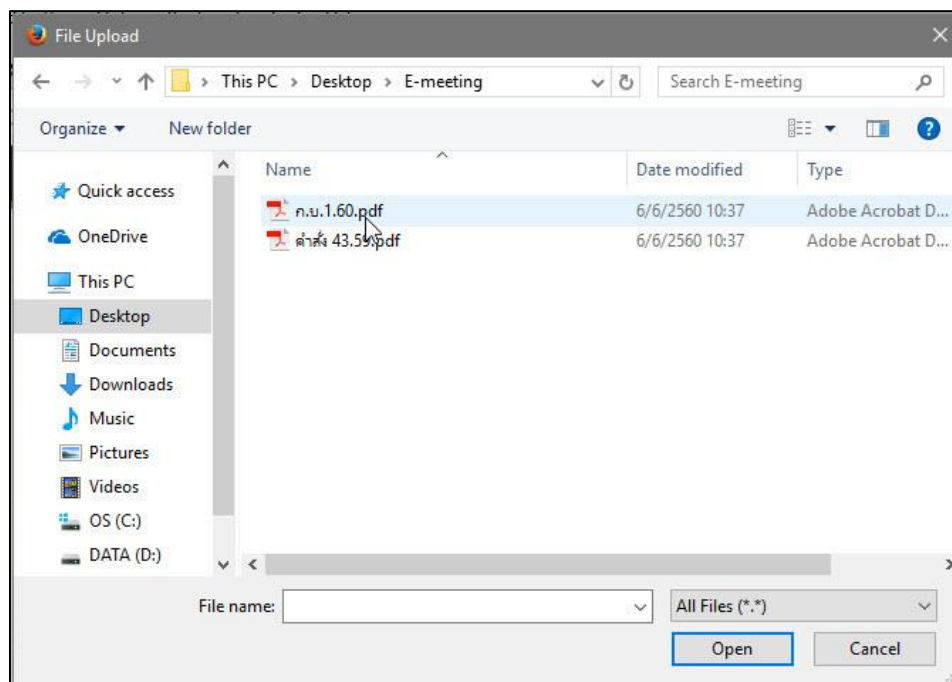 File Upload
This PC > Desktop > E-meeting
Search E-meeting
Organize
New folder
Name
Date modified
Type
ก.บ.1.60.pdf
6/6/2560 10:37
Adobe Acrobat D...
คำสั่ง 43.59.pdf
6/6/2560 10:37
Adobe Acrobat D...
Quick access
OneDrive
This PC
Desktop
Documents
Downloads
Music
Pictures
Videos
OS (C:)
DATA (D:)
File name:
All Files (*.*)
Open
Cancel